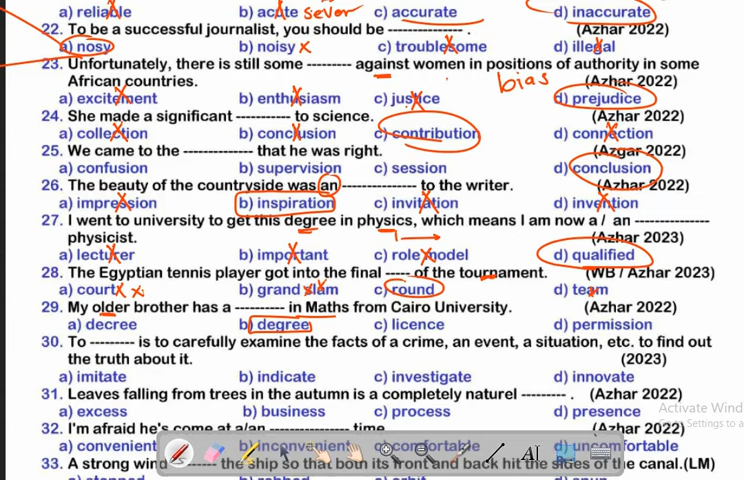 a) reliable b) acute sever c) accurate d) inaccurate
22. To be a successful journalist, you should be --------------- . (Azhar 2022)
a) nosy b) noisy c) troublesome d) illegal
23. Unfortunately, there is still some --------- against women in positions of authority in some
African countries. bias (Azhar 2022)
a) excitement b) enthusiasm c) justice d) prejudice
24. She made a significant ----------- to science. (Azhar 2022)
a) collection b) conclusion c) contribution d) connection
25. We came to the -------------- that he was right. (Azgar 2022)
a) confusion b) supervision c) session d) conclusion
26. The beauty of the countryside was an --------------- to the writer. (Azhar 2022)
a) impression b) inspiration c) invitation d) invention
27. I went to university to get this degree in physics, which means I am now a / an ---------------
physicist. (Azhar 2023)
a) lecturer b) important c) role model d) qualified
28. The Egyptian tennis player got into the final ----- of the tournament. (WB / Azhar 2023)
a) court b) grand slam c) round d) team
29. My older brother has a ---------- in Maths from Cairo University. (Azhar 2022)
a) decree b) degree c) licence d) permission
30. To --------- is to carefully examine the facts of a crime, an event, a situation, etc. to find out
the truth about it. (2023)
a) imitate b) indicate c) investigate d) innovate
31. Leaves falling from trees in the autumn is a completely naturel --------- . (Azhar 2022)
a) excess b) business c) process d) presence
Activate Wind
32. I'm afraid he's come at a/an ---------------- time. (Azhar 2022)
Settings to a
a) convenient b) inconvenient c) comfortable d) uncomfortable
33. A strong wind ------- the ship so that both its front and back hit the sides of the canal.(LM)